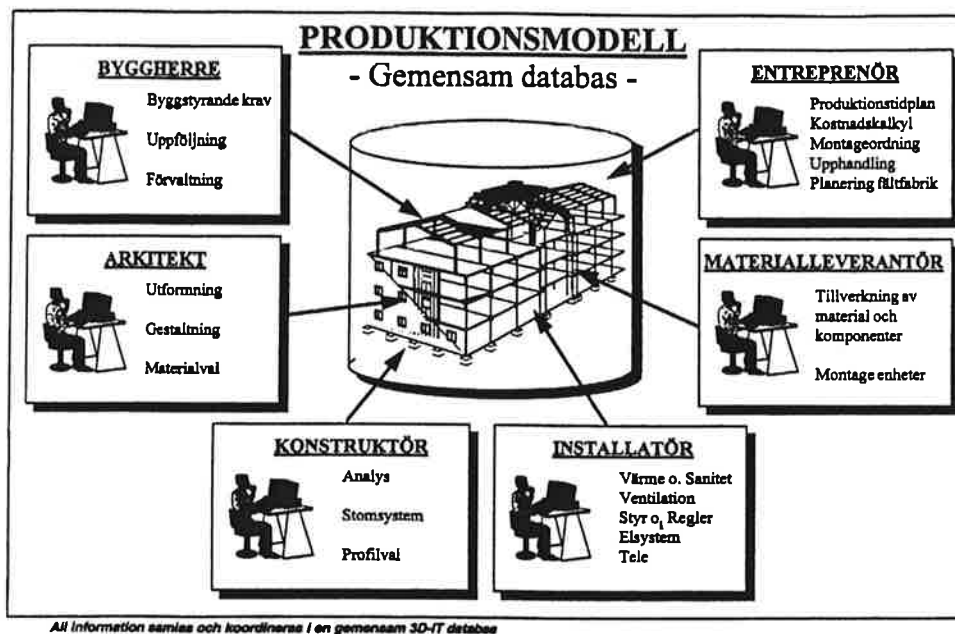 PRODUKTIONSMODELL
- Gemensam databas -
BYGGHERRE
Byggstyrande krav
Uppföljning
Förvaltning
ENTREPRENÖR
Produktionstidplan
Kostnadskalkyl
Montageordning
Upphandling
Planering fältfabrik
ARKITEKT
Utformning
Gestaltning
Materialval
MATERIALLEVERANTÖR
Tillverkning av
material och
komponenter
Montage enheter
KONSTRUKTÖR
Analys
Stomsystem
Profilval
INSTALLATÖR
Värme o. Sanitet
Ventilation
Styr o. Regler
Elsystem
Tele
All information samlas och koordineras i en gemensam 3D-IT databas